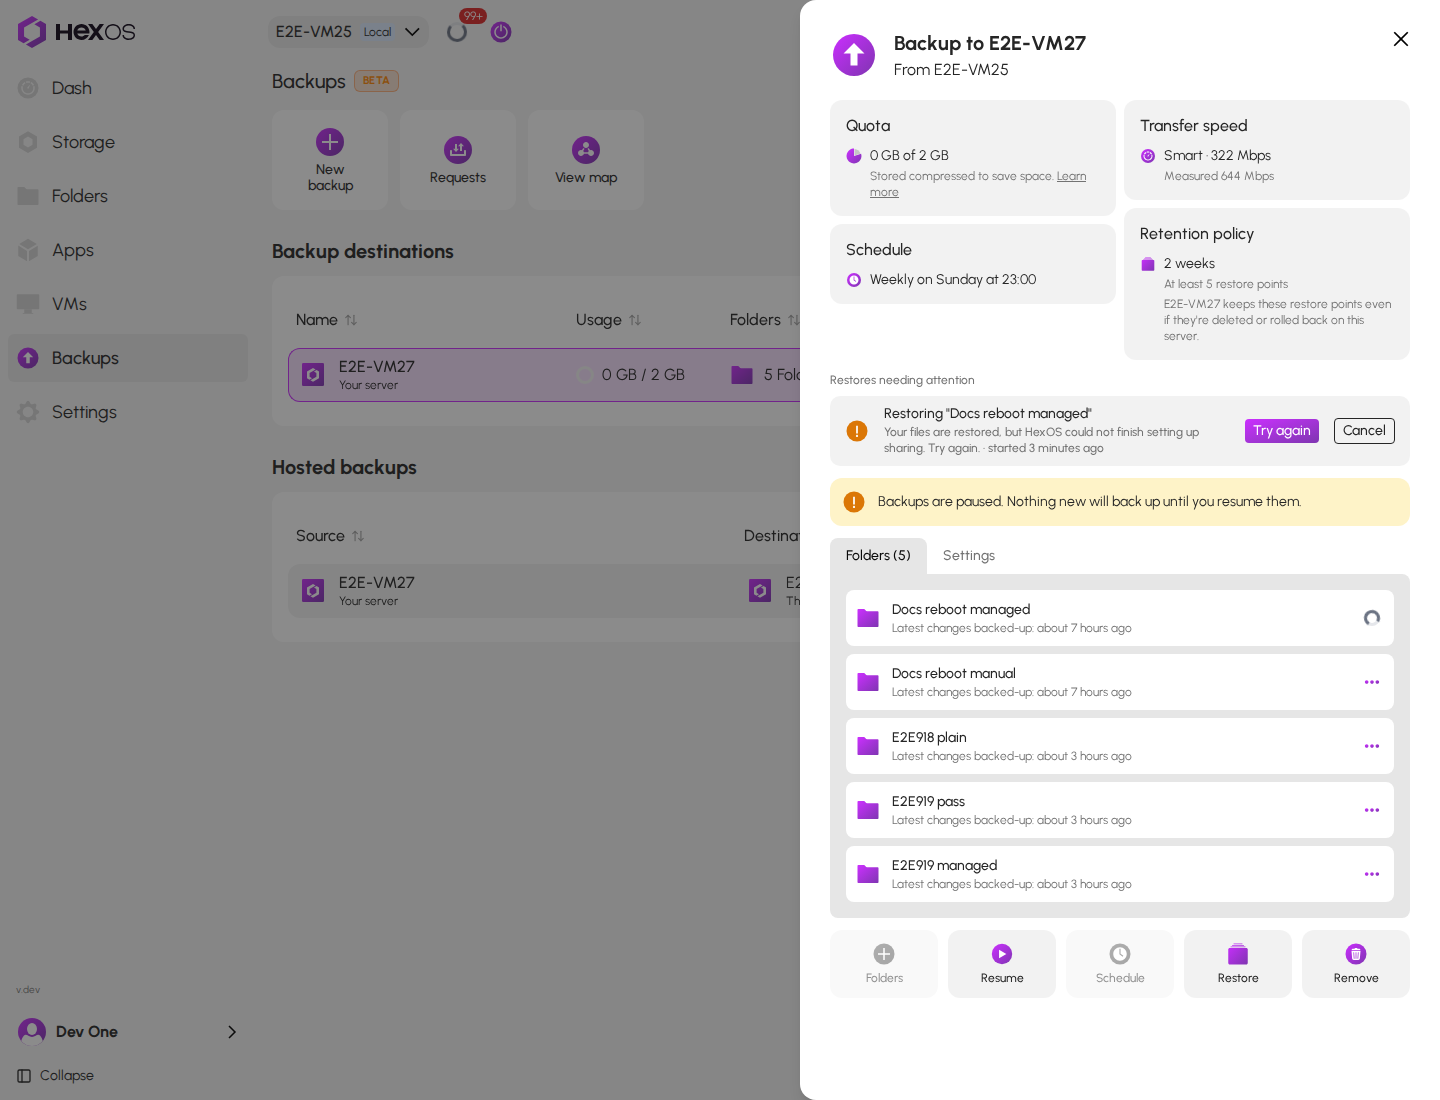 HEXOS
E2E-VM25 Local
99+
Dash
Storage
Folders
Apps
VMs
Backups
Settings
v.dev
Dev One
Collapse
Backups BETA
New backup
Requests
View map
Backup destinations
Name
Usage
Folders
E2E-VM27
Your server
0 GB / 2 GB
5 Fol
Hosted backups
Source
Destinat
E2E-VM27
Your server
E2
Th
Backup to E2E-VM27
From E2E-VM25
Quota
0 GB of 2 GB
Stored compressed to save space. Learn
more
Schedule
Weekly on Sunday at 23:00
Transfer speed
Smart · 322 Mbps
Measured 644 Mbps
Retention policy
2 weeks
At least 5 restore points
E2E-VM27 keeps these restore points even
if they're deleted or rolled back on this
server.
Restores needing attention
Restoring "Docs reboot managed"
Your files are restored, but HexOS could not finish setting up
sharing. Try again. · started 3 minutes ago
Try again
Cancel
Backups are paused. Nothing new will back up until you resume them.
Folders (5)
Settings
Docs reboot managed
Latest changes backed-up: about 7 hours ago
Docs reboot manual
Latest changes backed-up: about 7 hours ago
E2E918 plain
Latest changes backed-up: about 3 hours ago
E2E919 pass
Latest changes backed-up: about 3 hours ago
E2E919 managed
Latest changes backed-up: about 3 hours ago
Folders
Resume
Schedule
Restore
Remove